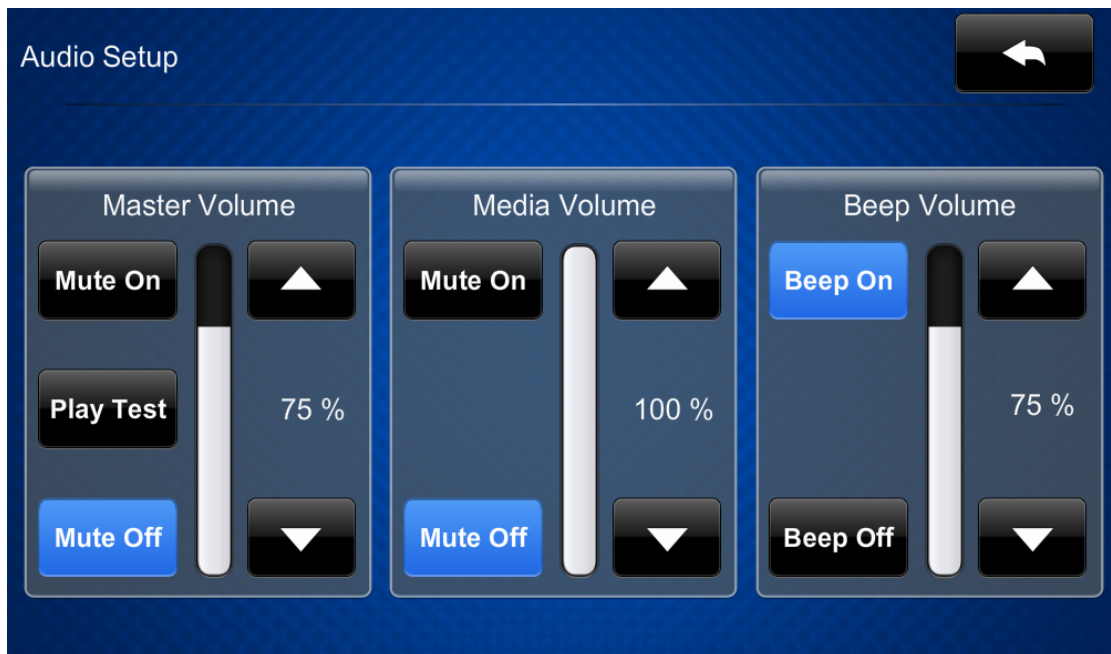 Audio Setup
Master Volume
Mute On
Play Test
75 %
Mute Off
Media Volume
Mute On
100 %
Mute Off
Beep Volume
Beep On
75 %
Beep Off